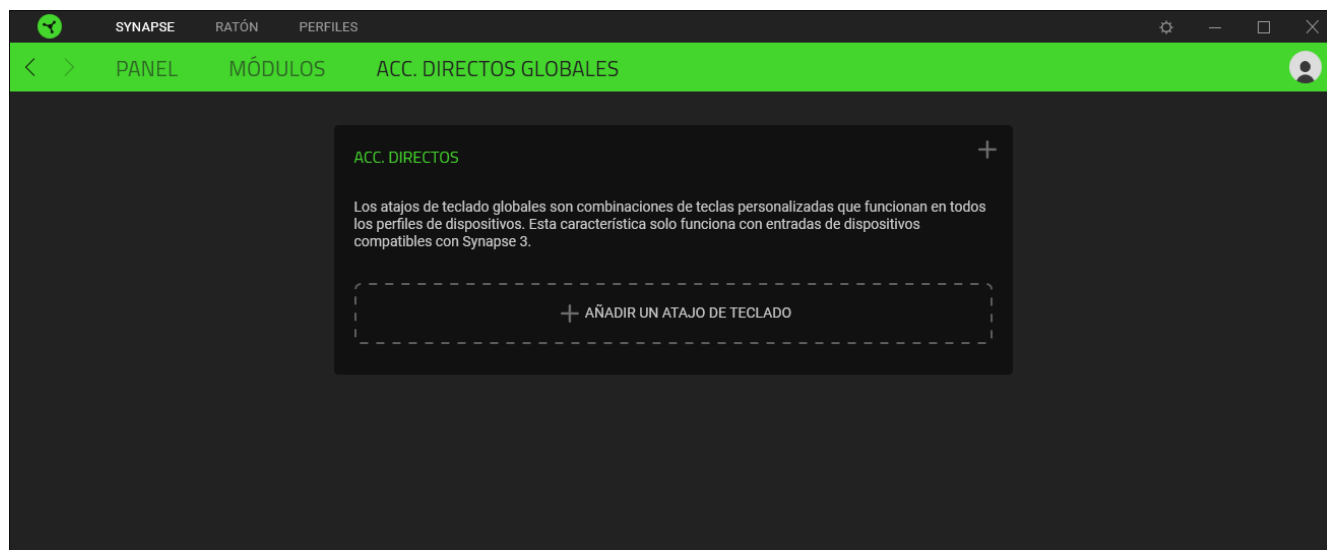 SYNAPSE RATÓN PERFILES
PANEL MÓDULOS ACC. DIRECTOS GLOBALES
ACC. DIRECTOS
Los atajos de teclado globales son combinaciones de teclas personalizadas que funcionan en todos
los perfiles de dispositivos. Esta característica solo funciona con entradas de dispositivos
compatibles con Synapse 3.
AÑADIR UN ATAJO DE TECLADO